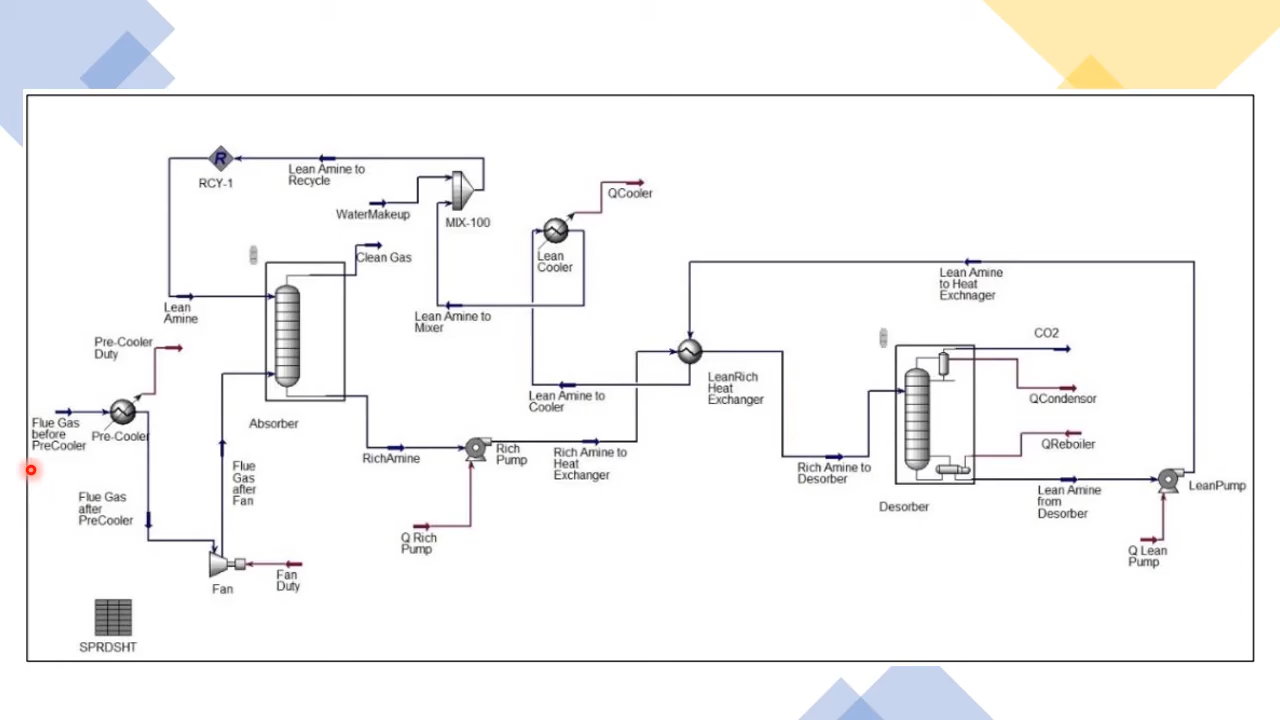 R
RCY-1
Lean Amine to
Recycle
WaterMakeup
MIX-100
QCooler
Lean
Cooler
Clean Gas
Lean
Amine
Lean Amine to
Mixer
Lean Amine
to Heat
Exchnager
Pre-Cooler
Duty
CO2
LeanRich
Heat
Exchanger
Lean Amine to
Cooler
QCondensor
Flue Gas
before
PreCooler
Pre-Cooler
Absorber
QReboiler
RichAmine
Rich
Pump
Rich Amine to
Heat
Exchanger
Rich Amine to
Desorber
Flue
Gas
after
Fan
Flue Gas
after
PreCooler
Lean Amine
from
Desorber
LeanPump
Desorber
Q Rich
Pump
Q Lean
Pump
Fan
Fan
Duty
SPRDSHT